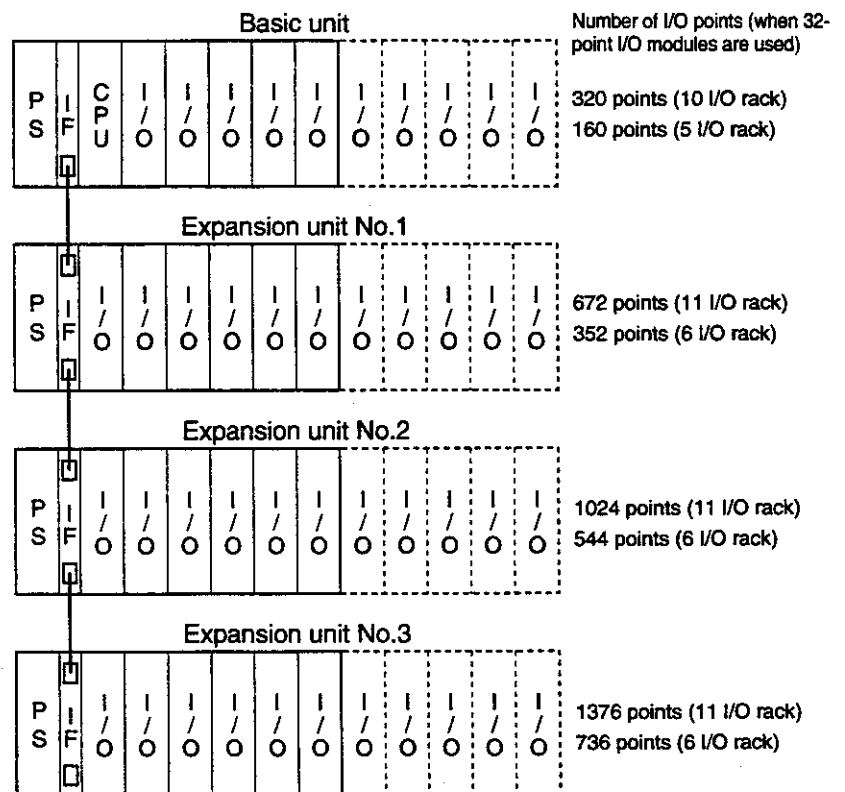 Basic unit
Number of I/O points (when 32-
point I/O modules are used)
PS IF CPU I/O I/O I/O I/O I/O I/O I/O I/O I/O I/O
320 points (10 I/O rack)
160 points (5 I/O rack)
Expansion unit No.1
PS IF I/O I/O I/O I/O I/O I/O I/O I/O I/O I/O I/O
672 points (11 I/O rack)
352 points (6 I/O rack)
Expansion unit No.2
PS IF I/O I/O I/O I/O I/O I/O I/O I/O I/O I/O I/O
1024 points (11 I/O rack)
544 points (6 I/O rack)
Expansion unit No.3
PS IF I/O I/O I/O I/O I/O I/O I/O I/O I/O I/O I/O
1376 points (11 I/O rack)
736 points (6 I/O rack)